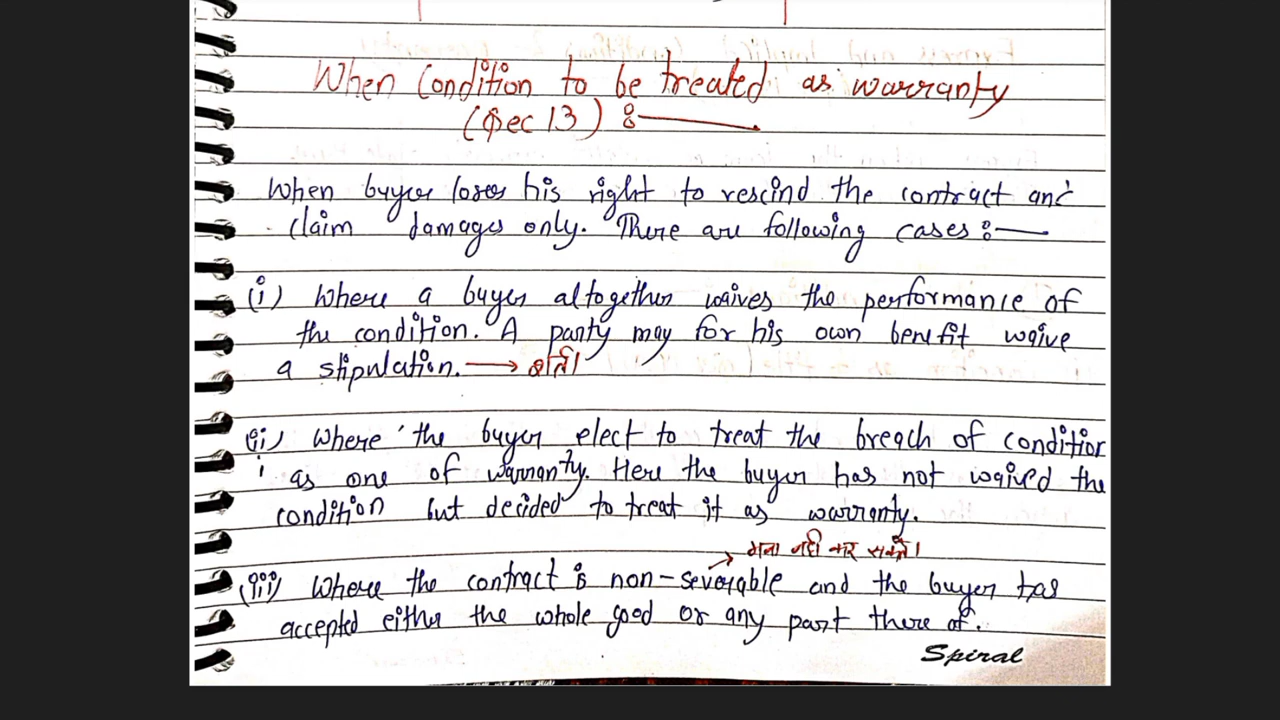 When Condition to be treated as warranty
(Sec 13) :—
When buyer loses his right to rescind the contract and
claim damages only. There are following cases :—
(i) Where a buyer altogether waives the performance of
the condition. A party may for his own benefit waive
a stipulation. → शर्त।
(ii) Where the buyer elect to treat the breach of condition
as one of warranty. Here the buyer has not waived the
condition but decided to treat it as warranty.
→ मना नही कर सकते।
(iii) Where the contract is non-severable and the buyer has
accepted either the whole good or any part there of.
Spiral